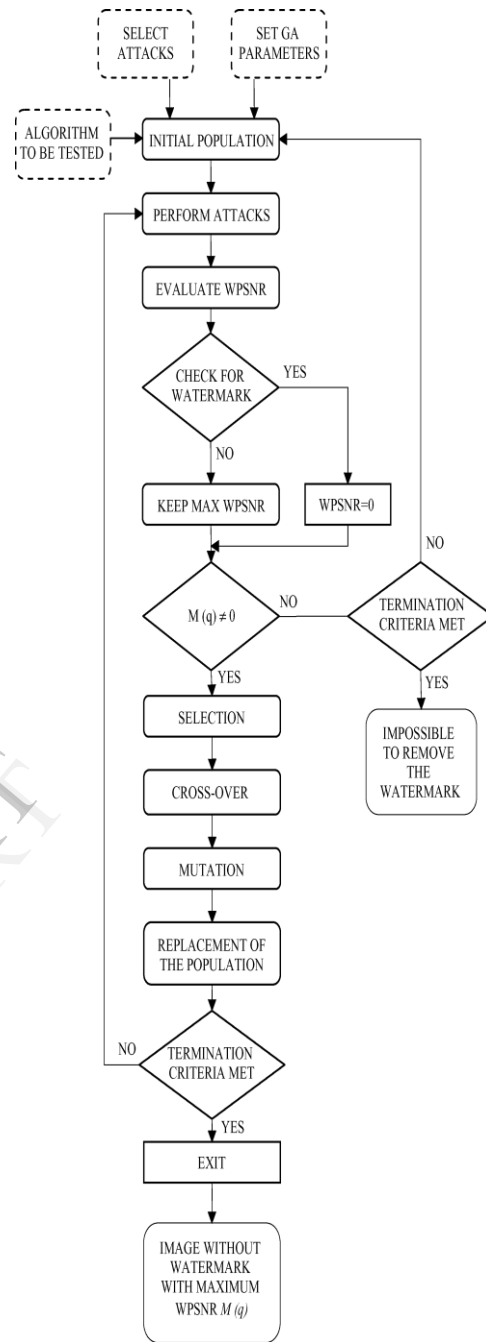 SELECT
ATTACKS
SET GA
PARAMETERS
ALGORITHM
TO BE TESTED
INITIAL POPULATION
PERFORM ATTACKS
EVALUATE WPSNR
CHECK FOR
WATERMARK
YES
NO
KEEP MAX WPSNR
WPSNR=0
NO
M (q) ≠ 0
NO
TERMINATION
CRITERIA MET
YES
YES
SELECTION
IMPOSSIBLE
TO REMOVE
THE
WATERMARK
CROSS-OVER
MUTATION
REPLACEMENT OF
THE POPULATION
NO
TERMINATION
CRITERIA MET
YES
EXIT
IMAGE WITHOUT
WATERMARK
WITH MAXIMUM
WPSNR M (q)